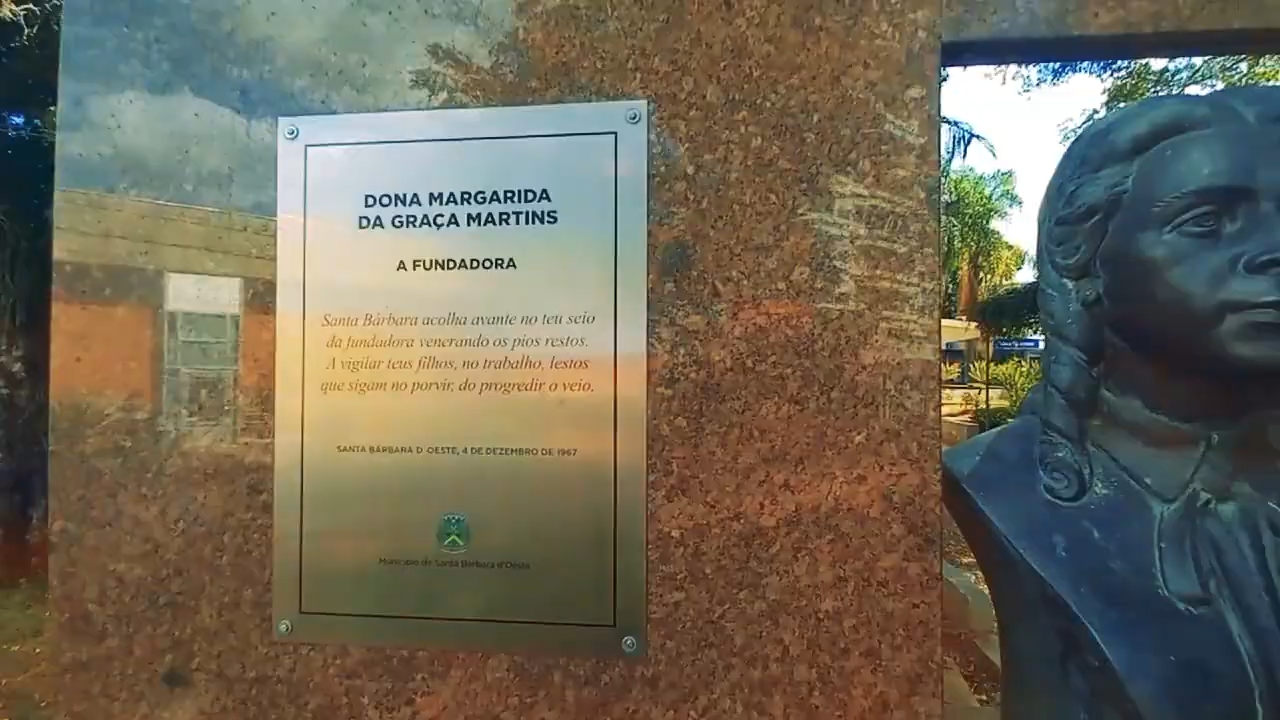 DONA MARGARIDA
DA GRAÇA MARTINS
A FUNDADORA
Santa Bárbara acolha avante no teu seio
da fundadora venerando os pios restos.
A vigilar teus filhos, no trabalho, lestos
que sigam no porvir, do progredir o veio.
SANTA BÁRBARA D' OESTE, 4 DE DEZEMBRO DE 1967
Município de Santa Bárbara d'Oeste